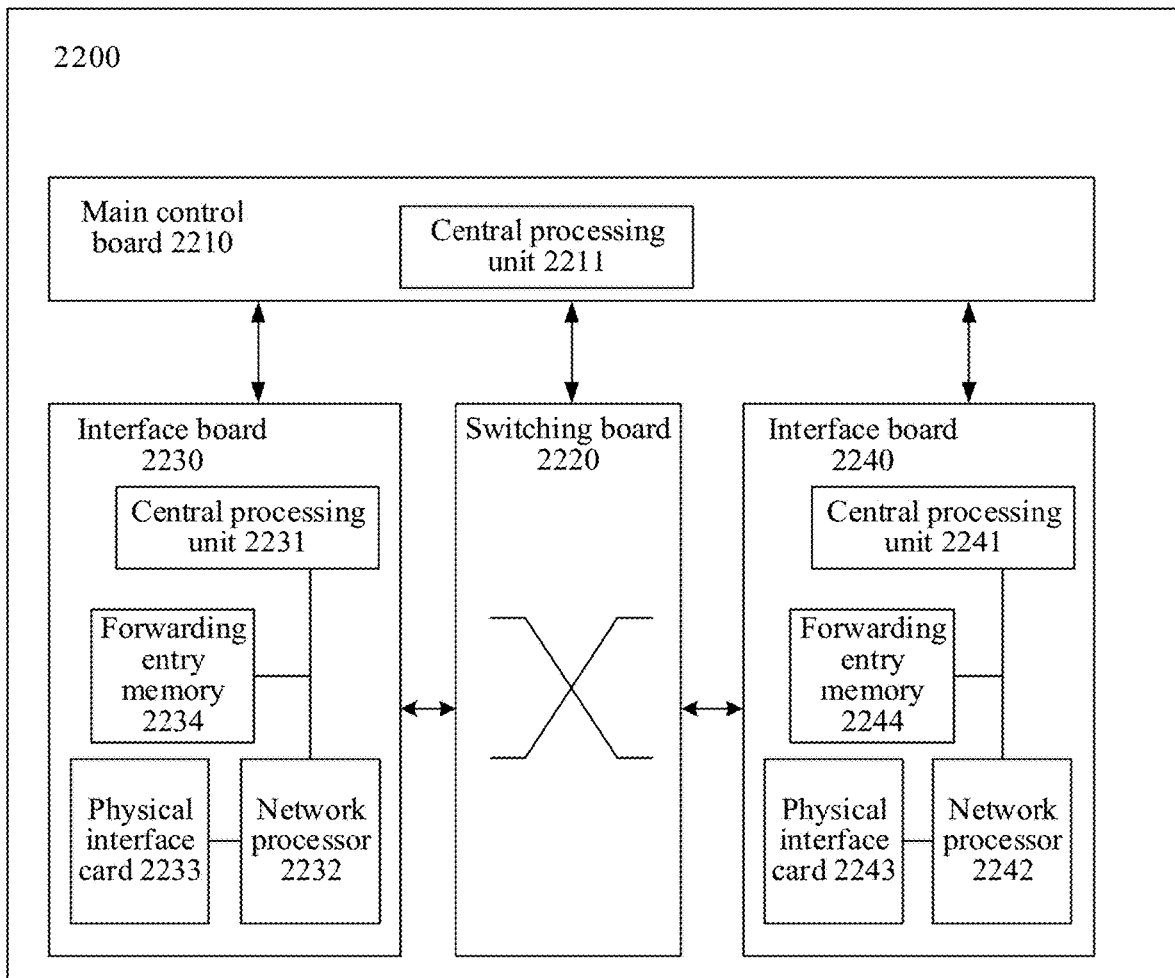 2200
Main control
board 2210
Central processing
unit 2211
Interface board
2230
Central processing
unit 2231
Forwarding
entry
memory
2234
Physical
interface
card 2233
Network
processor
2232
Switching board
2220
Interface board
2240
Central processing
unit 2241
Forwarding
entry
memory
2244
Physical
interface
card 2243
Network
processor
2242